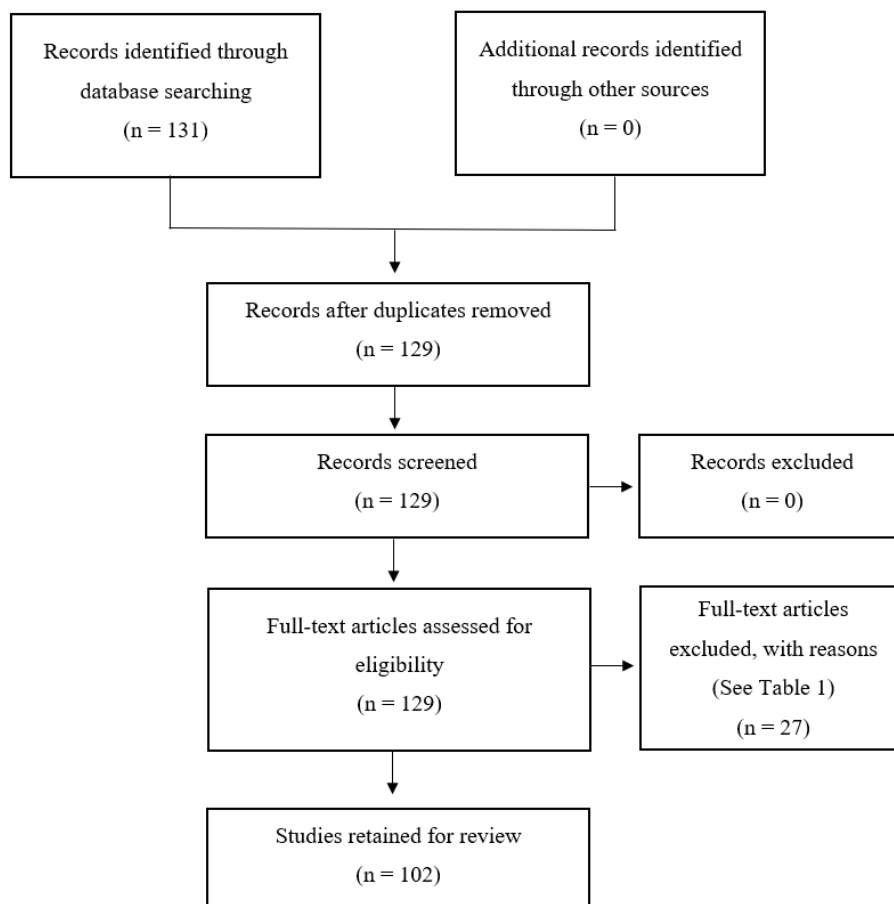 Records identified through
database searching
(n = 131)
Additional records identified
through other sources
(n = 0)
Records after duplicates removed
(n = 129)
Records screened
(n = 129)
Records excluded
(n = 0)
Full-text articles assessed for
eligibility
(n = 129)
Full-text articles
excluded, with reasons
(See Table 1)
(n = 27)
Studies retained for review
(n = 102)